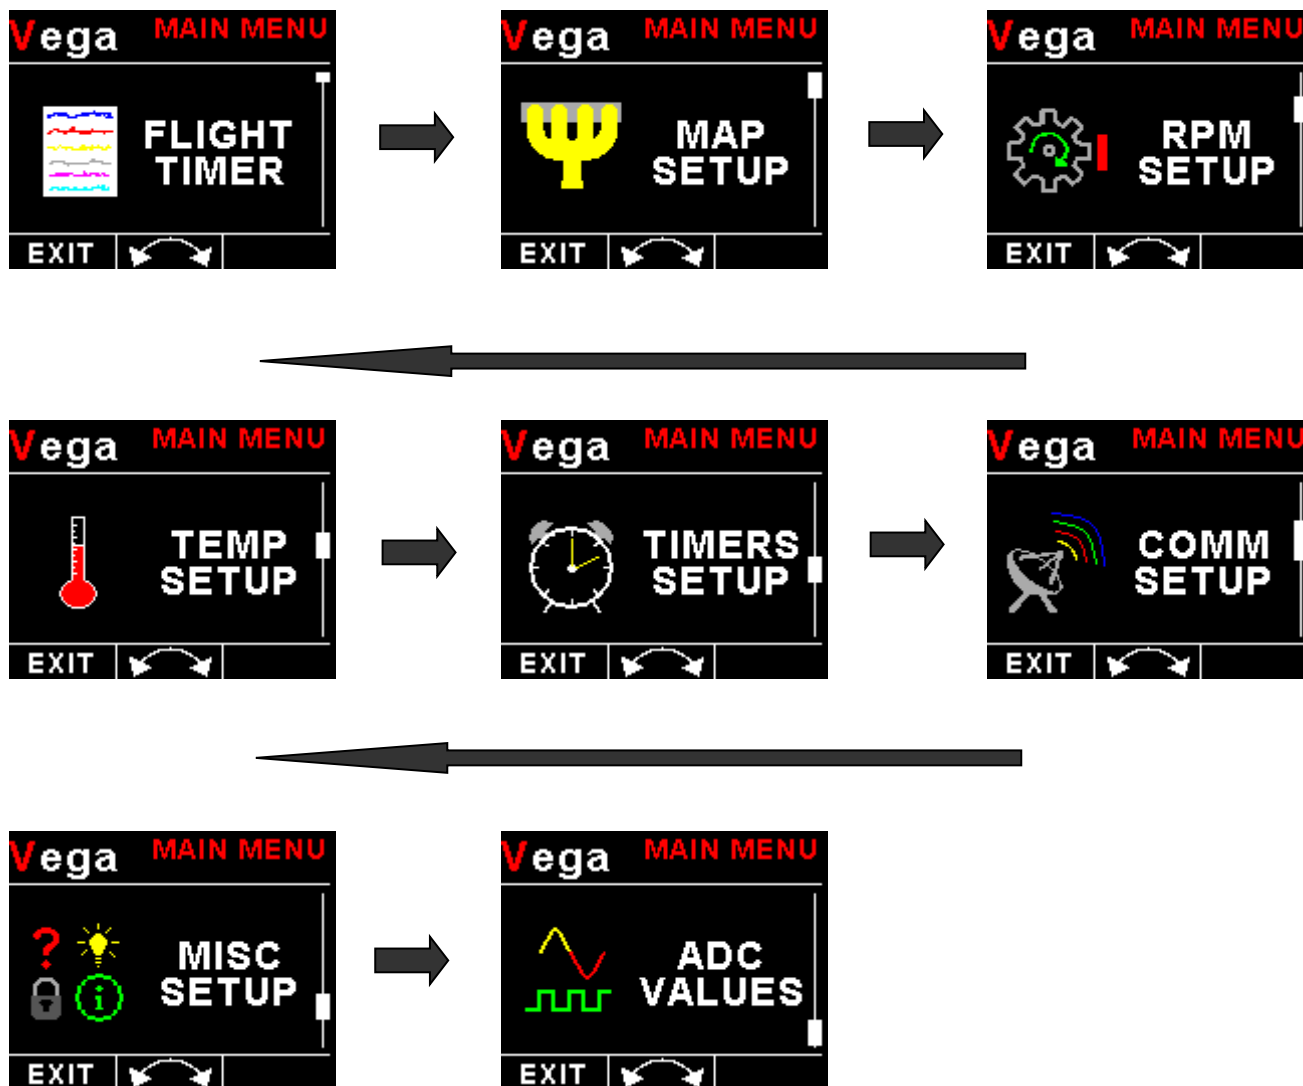 Vega MAIN MENU
FLIGHT
TIMER
EXIT
Vega MAIN MENU
MAP
SETUP
EXIT
Vega MAIN MENU
RPM
SETUP
EXIT
Vega MAIN MENU
TEMP
SETUP
EXIT
Vega MAIN MENU
TIMERS
SETUP
EXIT
Vega MAIN MENU
COMM
SETUP
EXIT
Vega MAIN MENU
?
i
MISC
SETUP
EXIT
Vega MAIN MENU
ADC
VALUES
EXIT